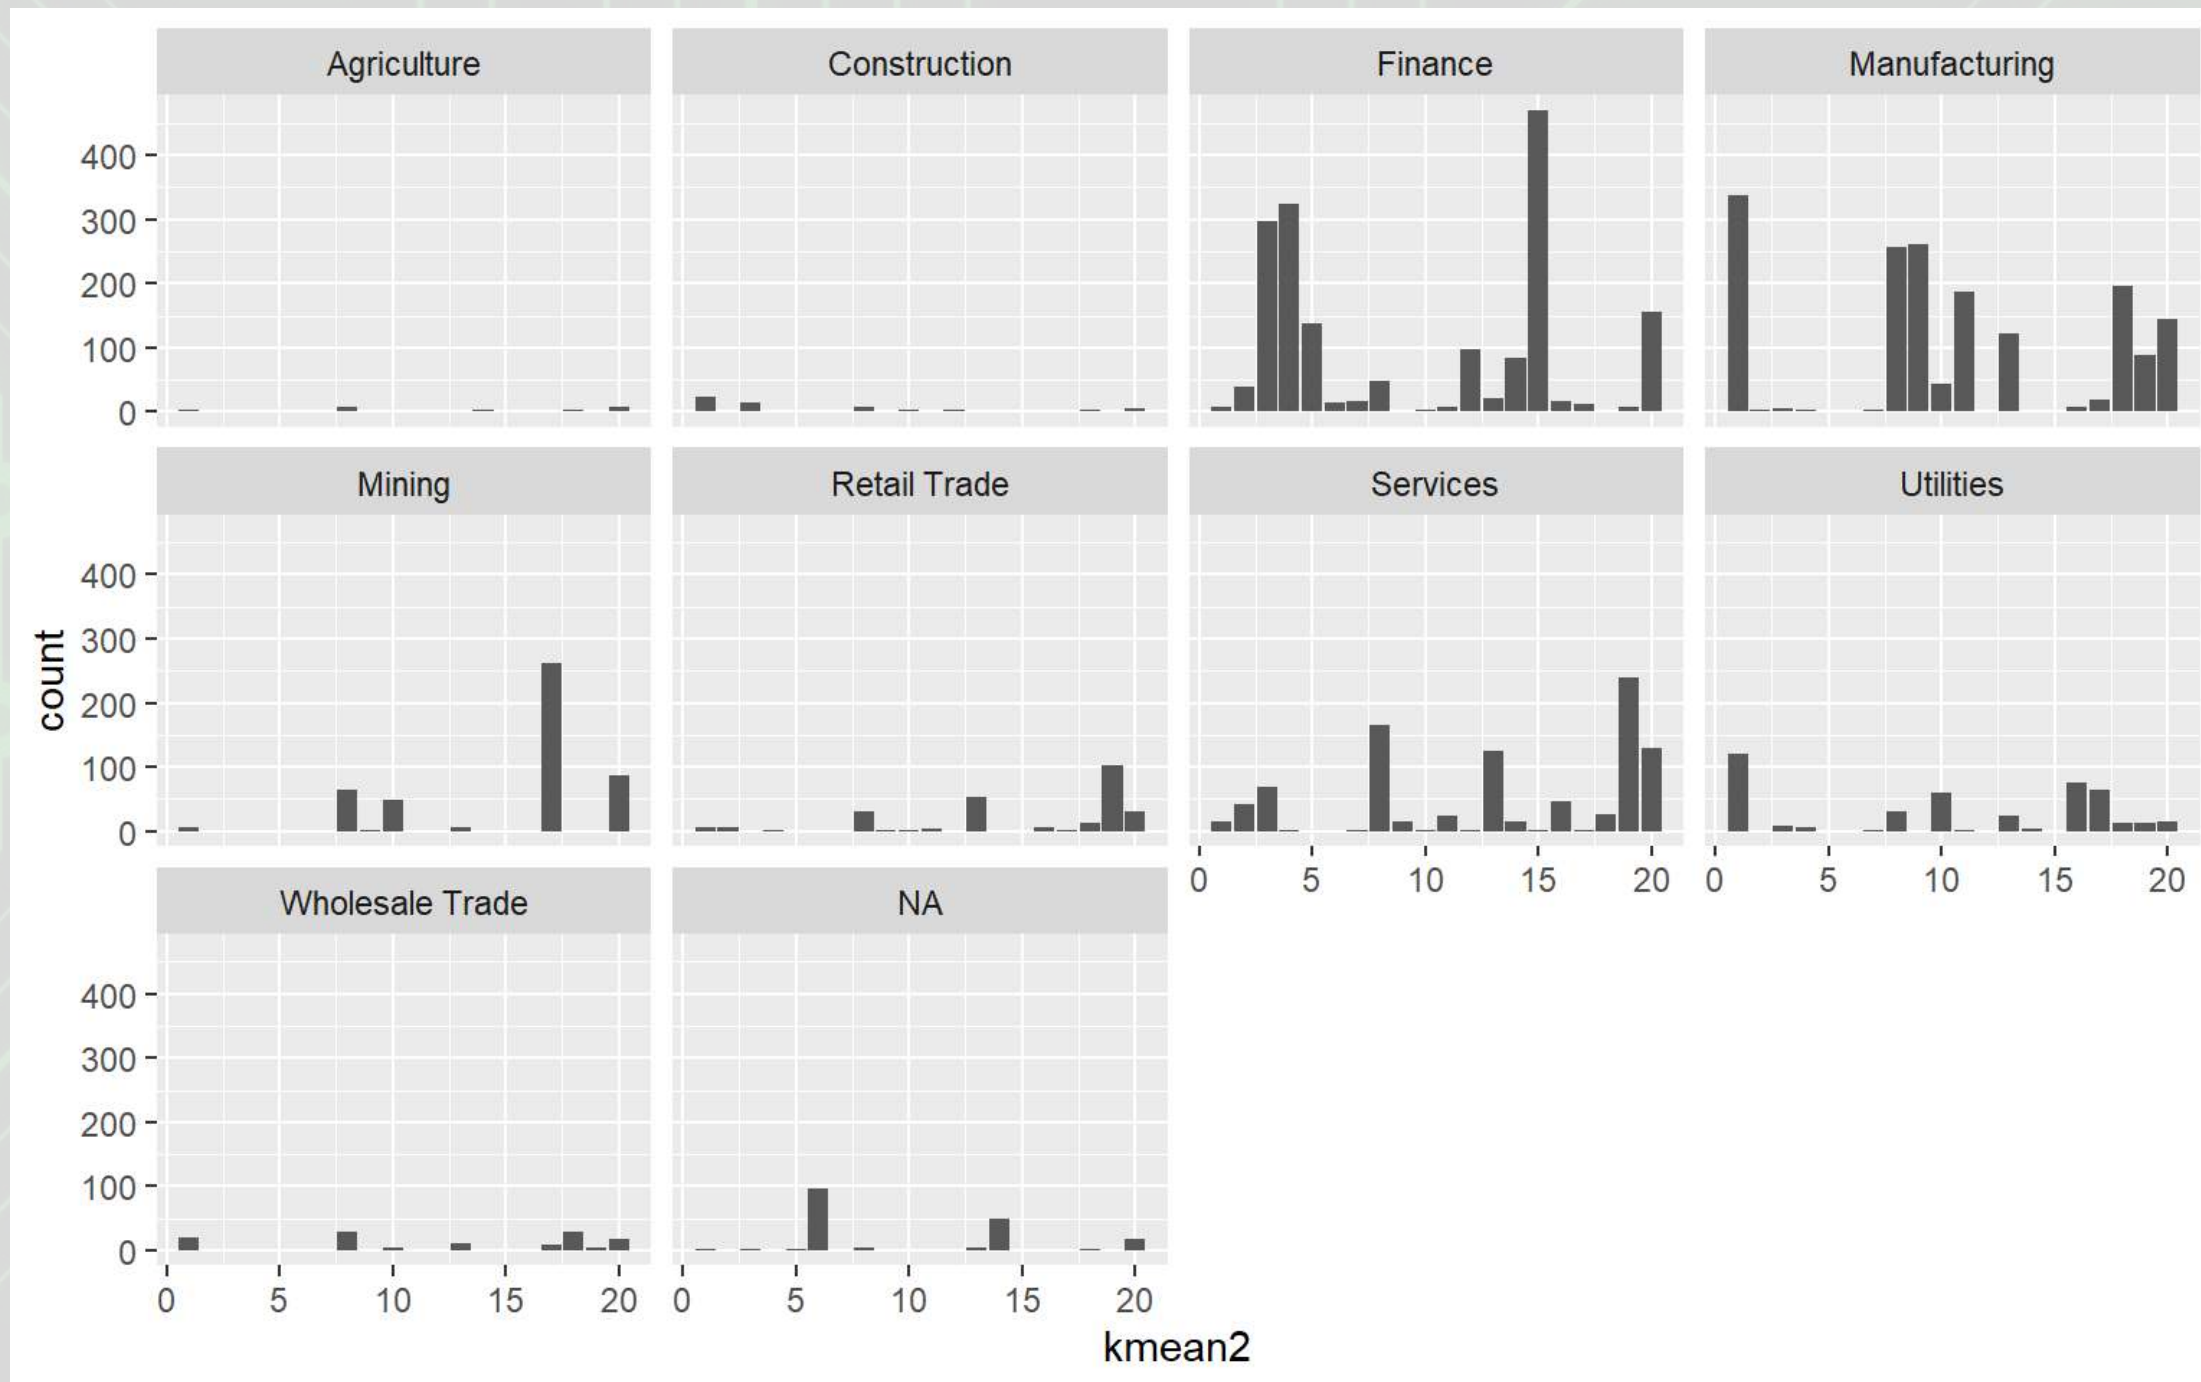 Agriculture Construction Finance Manufacturing
400
300
200
100
0
Mining Retail Trade Services Utilities
400
300
200
100
0
0 5 10 15 20 0 5 10 15 20
Wholesale Trade NA
400
300
200
100
0
0 5 10 15 20 0 5 10 15 20
count
kmean2